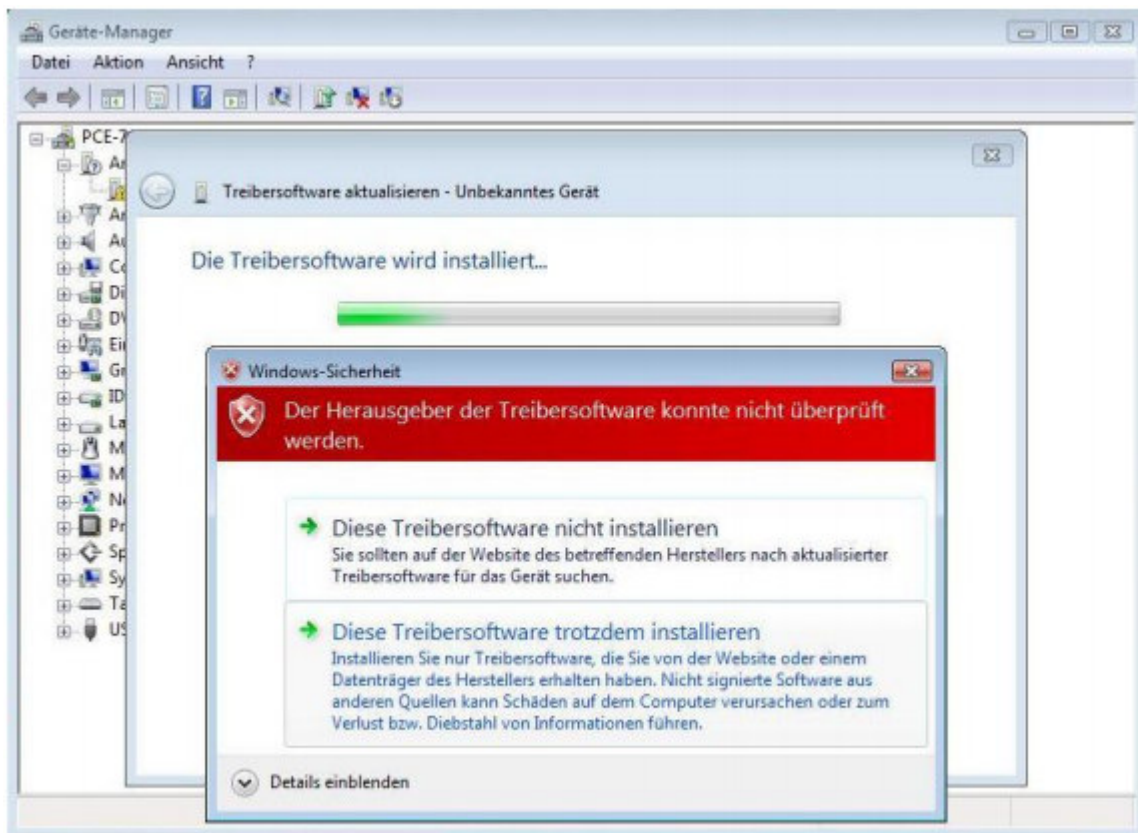 Geräte-Manager
Datei Aktion Ansicht ?
PCE-7
Treibersoftware aktualisieren - Unbekanntes Gerät
Die Treibersoftware wird installiert...
Windows-Sicherheit
Der Herausgeber der Treibersoftware konnte nicht überprüft
werden.
Diese Treibersoftware nicht installieren
Sie sollten auf der Website des betreffenden Herstellers nach aktualisierter
Treibersoftware für das Gerät suchen.
Diese Treibersoftware trotzdem installieren
Installieren Sie nur Treibersoftware, die Sie von der Website oder einem
Datenträger des Herstellers erhalten haben. Nicht signierte Software aus
anderen Quellen kann Schäden auf dem Computer verursachen oder zum
Verlust bzw. Diebstahl von Informationen führen.
Details einblenden